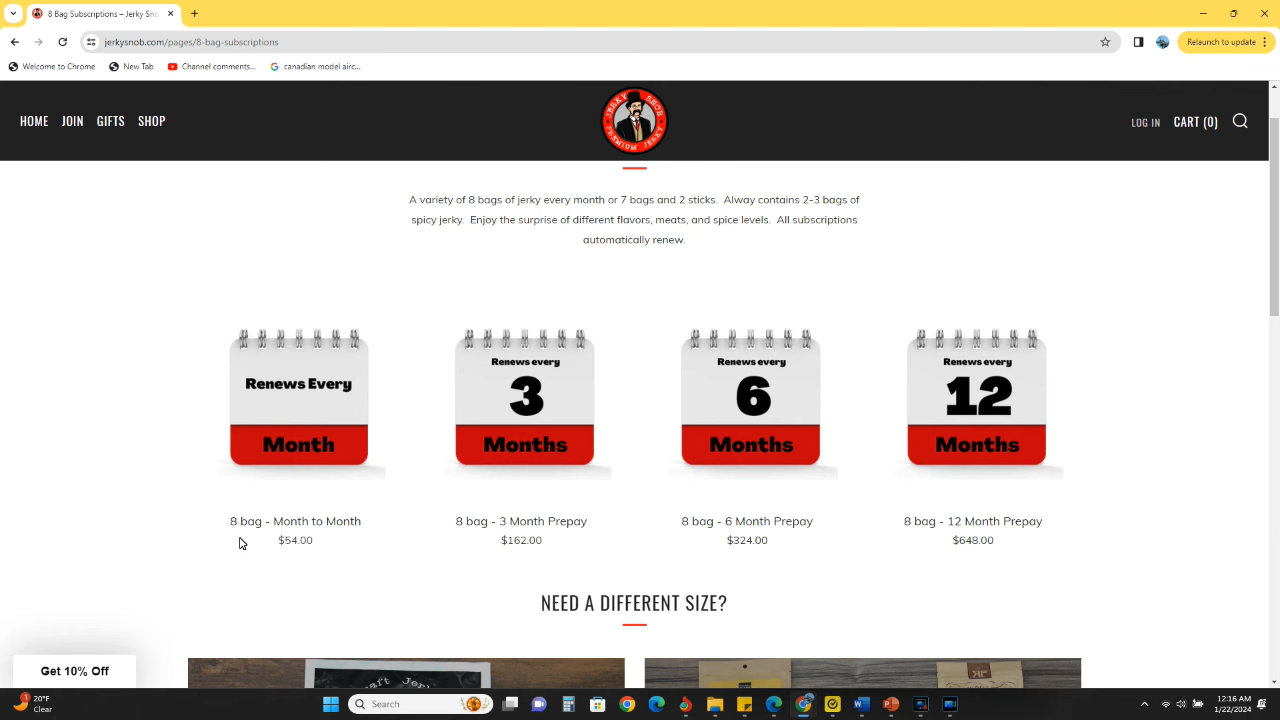 8 Bag Subscriptions – Jerky Sno
jerkysnob.com/pages/8-bag-subscriptions
Relaunch to update
Welcome to Chrome
New Tab
Channel comments...
canadian model airc...
HOME
JOIN
GIFTS
SHOP
JERKY SNOB
PREMIUM JERKY
LOG IN
CART (0)
A variety of 8 bags of jerky every month or 7 bags and 2 sticks. Alway contains 2-3 bags of
spicy jerky. Enjoy the surprise of different flavors, meats, and spice levels. All subscriptions
automatically renew.
Renews Every
Month
Renews every
3
Months
Renews every
6
Months
Renews every
12
Months
8 bag - Month to Month
$54.00
8 bag - 3 Month Prepay
$162.00
8 bag - 6 Month Prepay
$324.00
8 bag - 12 Month Prepay
$648.00
NEED A DIFFERENT SIZE?
Get 10% Off
1
20°F
Clear
Search
12:16 AM
1/22/2024